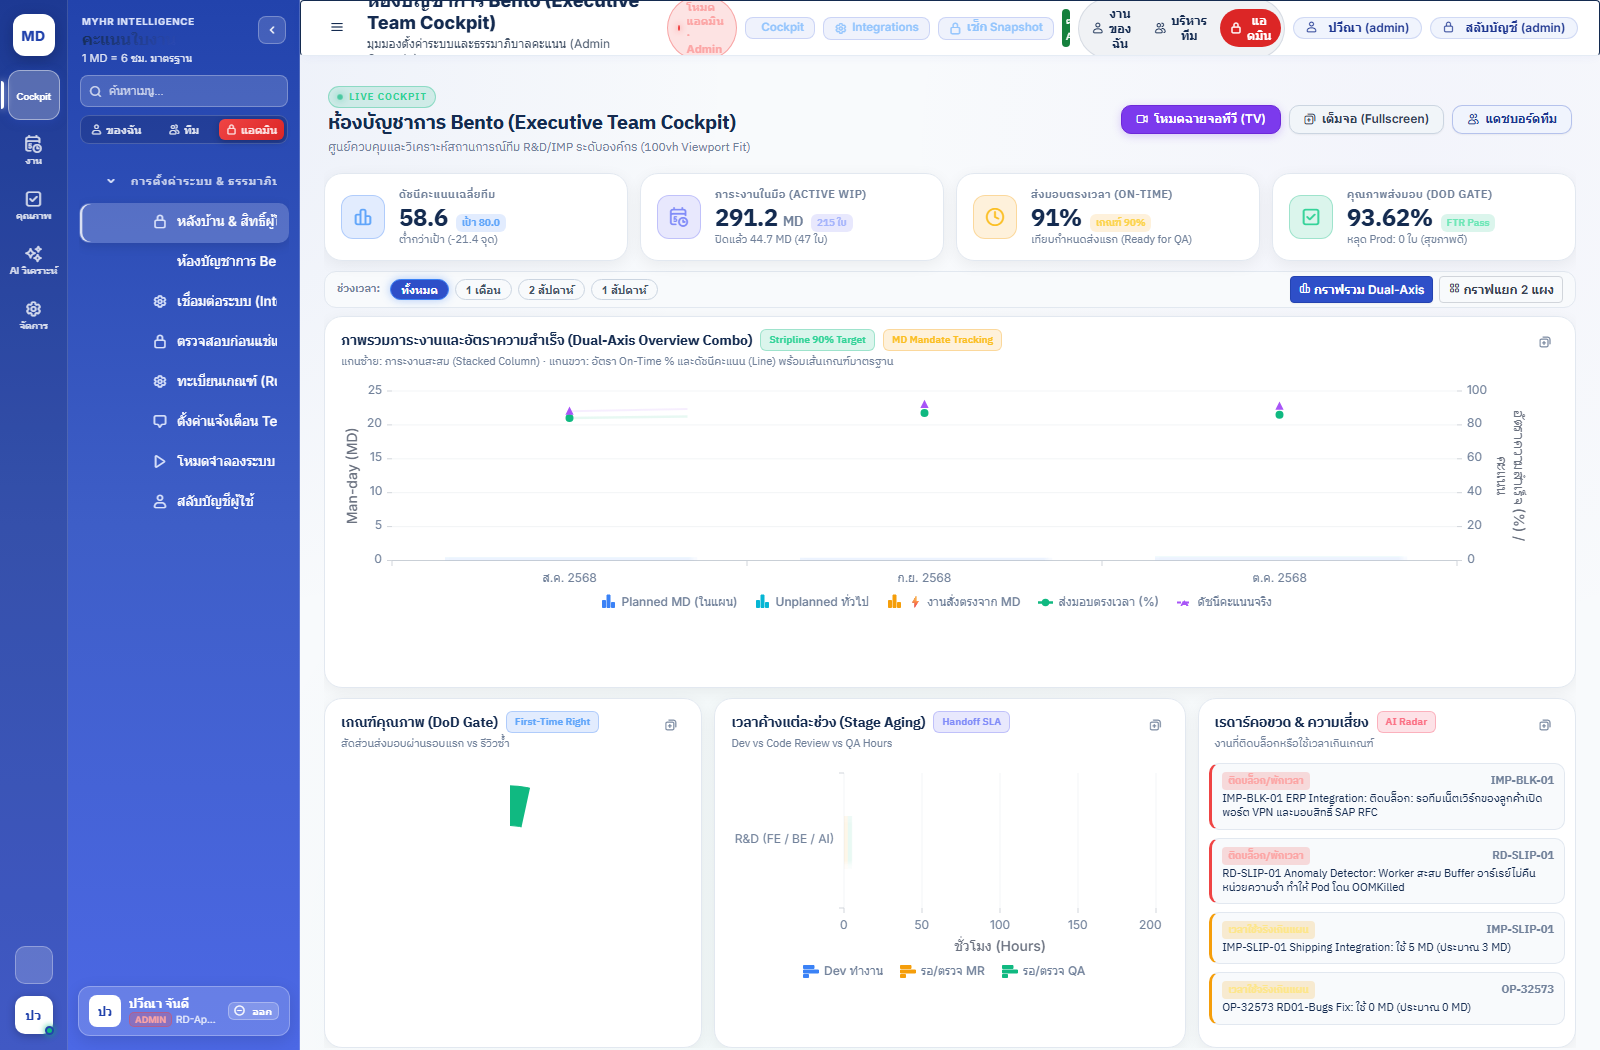 MD
Cockpit
งาน
คุณภาพ
AI วิเคราะห์
จัดการ
ปว
MYHR INTELLIGENCE
1 MD = 6 ชม. มาตรฐาน
ค้นหาเมนู...
ของฉัน
ทีม
แอดมิน
การตั้งค่าระบบ & ธรรมาภิบ
หลังบ้าน & สิทธิ์ผู้
ห้องบัญชาการ Be
เชื่อมต่อระบบ (Int
ตรวจสอบก่อนแช่แ
ทะเบียนเกณฑ์ (Ru
ตั้งค่าแจ้งเตือน Te
โหมดจำลองระบบ
สลับบัญชีผู้ใช้
ปว
ปวีณา จันดี
ADMIN RD-Ap...
ออก
ห้องบัญชาการ Bento (Executive
Team Cockpit)
มุมมองตั้งค่าระบบและธรรมาภิบาลคะแนน (Admin
โหมด
แอดมิน
·
Admin
Cockpit
Integrations
เช็ก Snapshot
งาน
ของ
ฉัน
บริหาร
ทีม
แอ
ดมิน
ปวีณา (admin)
สลับบัญชี (admin)
LIVE COCKPIT
ห้องบัญชาการ Bento (Executive Team Cockpit)
ศูนย์ควบคุมและวิเคราะห์สถานการณ์ทีม R&D/IMP ระดับองค์กร (100vh Viewport Fit)
โหมดฉายจอทีวี (TV)
เต็มจอ (Fullscreen)
แดชบอร์ดทีม
ดัชนีคะแนนเฉลี่ยทีม
58.6 เป้า 80.0
ต่ำกว่าเป้า (-21.4 จุด)
ภาระงานในมือ (ACTIVE WIP)
291.2 MD 215 ใบ
ปิดแล้ว 44.7 MD (47 ใบ)
ส่งมอบตรงเวลา (ON-TIME)
91% เกณฑ์ 90%
เทียบกำหนดส่งแรก (Ready for QA)
คุณภาพส่งมอบ (DOD GATE)
93.62% FTR Pass
หลุด Prod: 0 ใบ (สุขภาพดี)
ช่วงเวลา:
ทั้งหมด
1 เดือน
2 สัปดาห์
1 สัปดาห์
กราฟรวม Dual-Axis
กราฟแยก 2 แผง
ภาพรวมภาระงานและอัตราความสำเร็จ (Dual-Axis Overview Combo)
Stripline 90% Target
MD Mandate Tracking
แกนซ้าย: ภาระงานสะสม (Stacked Column) · แกนขวา: อัตรา On-Time % และดัชนีคะแนน (Line) พร้อมเส้นเกณฑ์มาตรฐาน
25
20
15
10
5
0
Man-day (MD)
100
80
60
40
20
0
อัตราความสำเร็จ (%) /
คะแนน
ส.ค. 2568
ก.ย. 2568
ต.ค. 2568
Planned MD (ในแผน)
Unplanned ทั่วไป
⚡ งานสั่งตรงจาก MD
ส่งมอบตรงเวลา (%)
ดัชนีคะแนนจริง
เกณฑ์คุณภาพ (DoD Gate)
First-Time Right
สัดส่วนส่งมอบผ่านรอบแรก vs รีวิวซ้ำ
เวลาค้างแต่ละช่วง (Stage Aging)
Handoff SLA
Dev vs Code Review vs QA Hours
R&D (FE / BE / AI)
0
50
100
150
200
ชั่วโมง (Hours)
Dev ทำงาน
รอ/ตรวจ MR
รอ/ตรวจ QA
เรดาร์คอขวด & ความเสี่ยง
AI Radar
งานที่ติดบล็อกหรือใช้เวลาเกินเกณฑ์
ติดบล็อก/พักเวลา
IMP-BLK-01
IMP-BLK-01 ERP Integration: ติดบล็อก: รอทีมเน็ตเวิร์กของลูกค้าเปิด
พอร์ต VPN และมอบสิทธิ์ SAP RFC
ติดบล็อก/พักเวลา
RD-SLIP-01
RD-SLIP-01 Anomaly Detector: Worker สะสม Buffer อาร์เรย์ไม่คืน
หน่วยความจำ ทำให้ Pod โดน OOMKilled
IMP-SLIP-01
IMP-SLIP-01 Shipping Integration: ใช้ 5 MD (ประมาณ 3 MD)
OP-32573
OP-32573 RD01-Bugs Fix: ใช้ 0 MD (ประมาณ 0 MD)